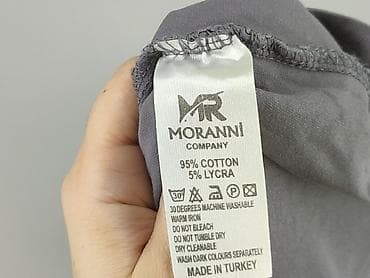 MR
MORANNİ
COMPANY
95% COTTON
5% LYCRA
30 DEGREES MACHINE WASHABLE
WARM IRON
DO NOT BLEACH
DO NOT TUMBLE DRY
DRY CLEANABLE
WASH DARK COLOURS SEPARATELY
MADE IN TURKEY